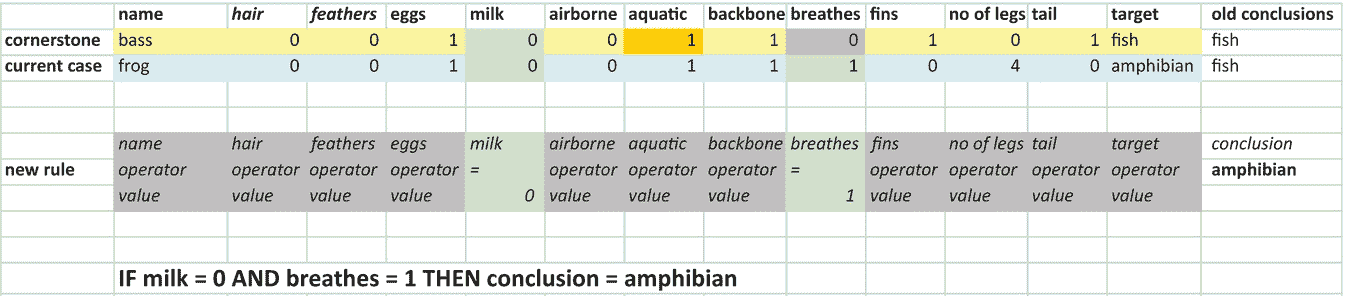 name hair feathers eggs milk airborne aquatic backbone breathes fins no of legs tail target old conclusions
cornerstone bass 0 0 1 0 0 1 1 0 1 0 1 fish fish
current case frog 0 0 1 0 0 1 1 1 0 4 0 amphibian fish
name hair feathers eggs milk airborne aquatic backbone breathes fins no of legs tail target conclusion
new rule operator operator operator operator = operator operator operator = operator operator operator operator amphibian
value value value value 0 value value value 1 value value value value
IF milk = 0 AND breathes = 1 THEN conclusion = amphibian